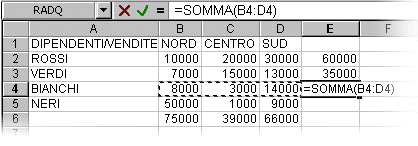 RADQ =SOMMA(B4:D4)
A B C D E F
1 DIPENDENTI/VENDITE NORD CENTRO SUD
2 ROSSI 10000 20000 30000 60000
3 VERDI 7000 15000 13000 35000
4 BIANCHI 8000 3000 14000 =SOMMA(B4:D4)
5 NERI 50000 1000 9000
6 75000 39000 66000